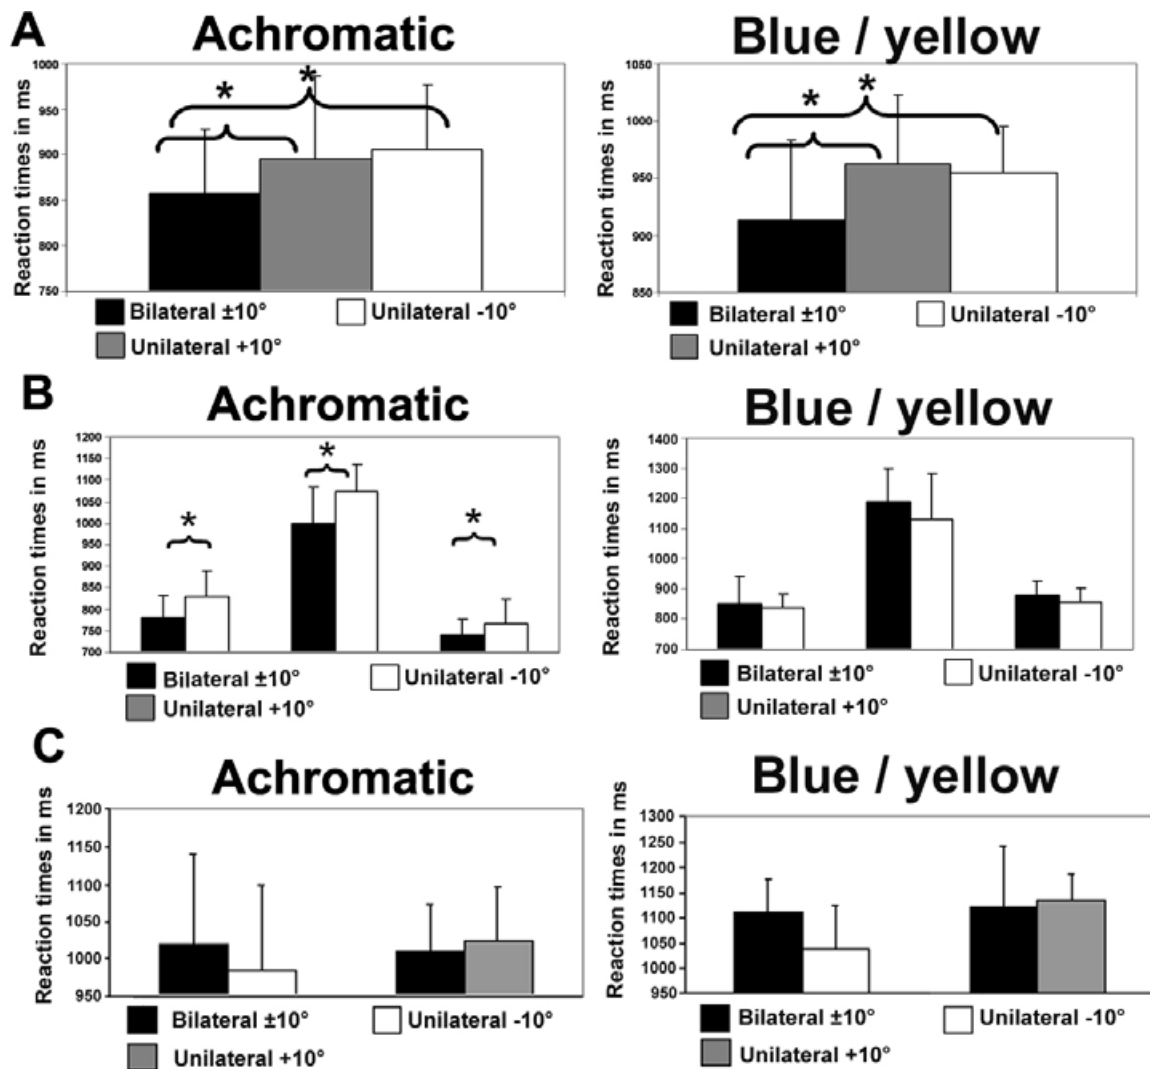 A
Achromatic
Reaction times in ms
1000
950
900
850
800
750
* *
Bilateral ±10°
Unilateral -10°
Unilateral +10°
Blue / yellow
Reaction times in ms
1050
1000
950
900
850
* *
Bilateral ±10°
Unilateral -10°
Unilateral +10°
B
Achromatic
Reaction times in ms
1200
1150
1100
1050
1000
950
900
850
800
750
700
* * *
Bilateral ±10°
Unilateral -10°
Unilateral +10°
Blue / yellow
Reaction times in ms
1400
1300
1200
1100
1000
900
800
700
Bilateral ±10°
Unilateral -10°
Unilateral +10°
C
Achromatic
Reaction times in ms
1200
1150
1100
1050
1000
950
Bilateral ±10°
Unilateral -10°
Unilateral +10°
Blue / yellow
Reaction times in ms
1300
1250
1200
1150
1100
1050
1000
950
Bilateral ±10°
Unilateral -10°
Unilateral +10°